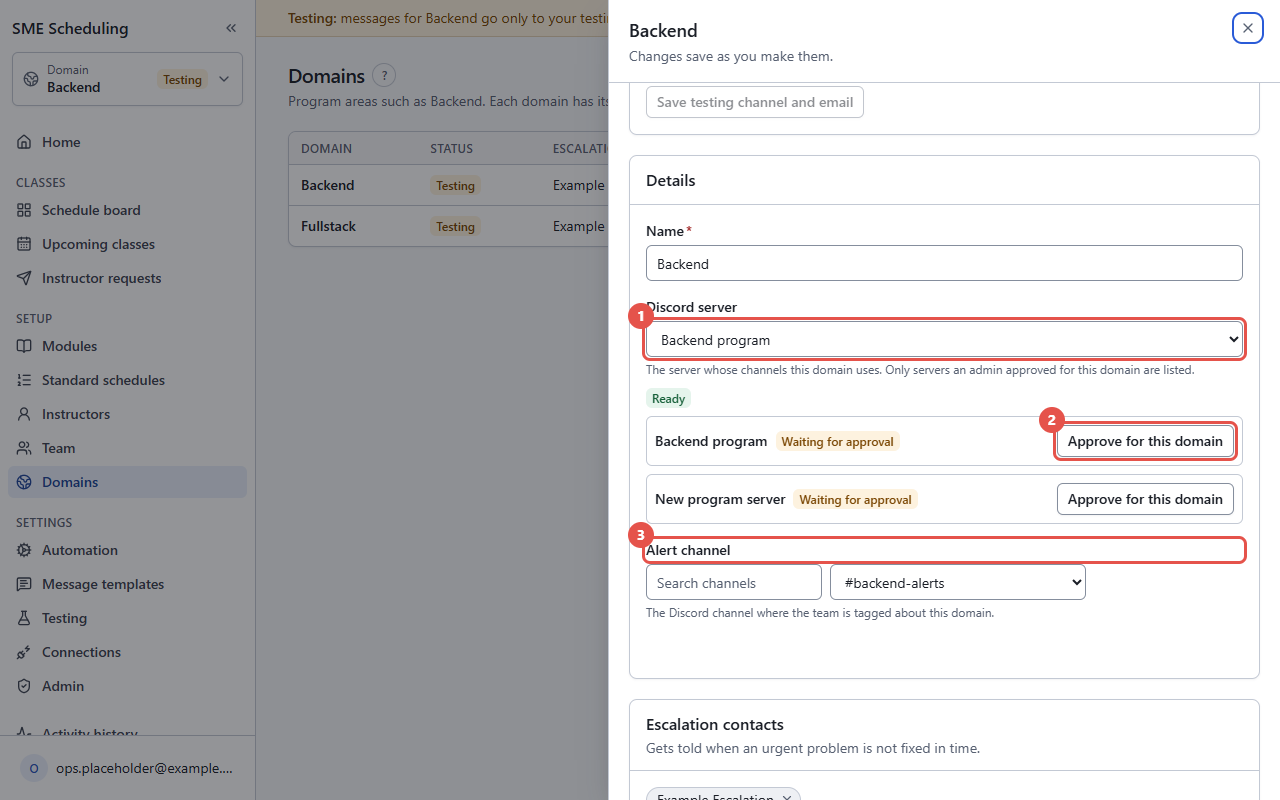 SME Scheduling
Domain
Backend
Testing
Home
CLASSES
Schedule board
Upcoming classes
Instructor requests
SETUP
Modules
Standard schedules
Instructors
Team
Domains
SETTINGS
Automation
Message templates
Testing
Connections
Admin
Activity history
O
ops.placeholder@example....
Testing: messages for Backend go only to your testi
Domains ?
Program areas such as Backend. Each domain has its
DOMAIN STATUS ESCALATI
Backend Testing Example
Fullstack Testing Example
Backend
Changes save as you make them.
Save testing channel and email
Details
Name*
Backend
Discord server
1
Backend program
The server whose channels this domain uses. Only servers an admin approved for this domain are listed.
Ready
2
Backend program Waiting for approval Approve for this domain
New program server Waiting for approval Approve for this domain
3
Alert channel
Search channels #backend-alerts
The Discord channel where the team is tagged about this domain.
Escalation contacts
Gets told when an urgent problem is not fixed in time.
Example Escalation